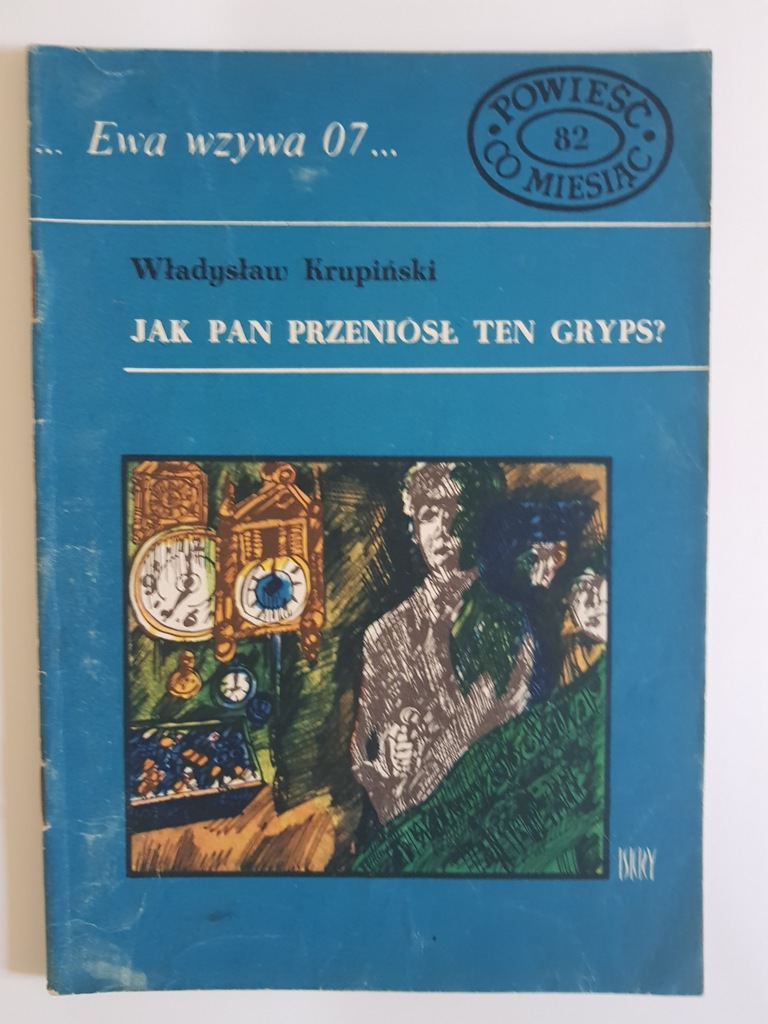 ... Ewa wzywa 07...
POWIEŚĆ
82
CO MIESIĄC
Władysław Krupiński
JAK PAN PRZENIÓSŁ TEN GRYPS?
ISKRY